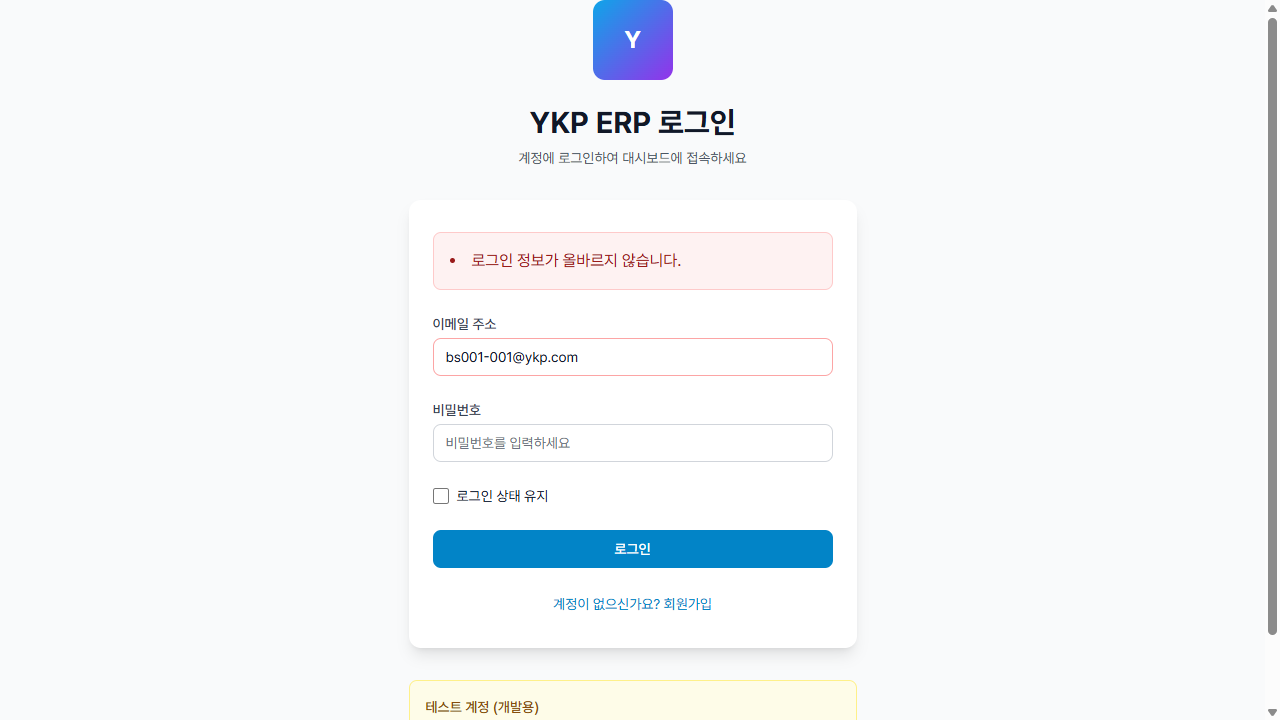 Y
YKP ERP 로그인
계정에 로그인하여 대시보드에 접속하세요
로그인 정보가 올바르지 않습니다.
이메일 주소
bs001-001@ykp.com
비밀번호
비밀번호를 입력하세요
로그인 상태 유지
로그인
계정이 없으신가요? 회원가입
테스트 계정 (개발용)